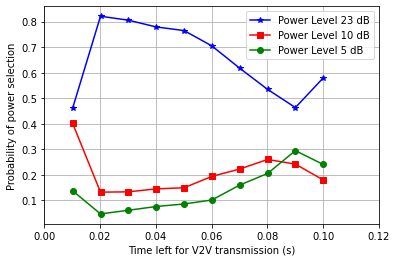 Power Level 23 dB
Power Level 10 dB
Power Level 5 dB
Probability of power selection
0.8
0.7
0.6
0.5
0.4
0.3
0.2
0.1
0.00 0.02 0.04 0.06 0.08 0.10 0.12
Time left for V2V transmission (s)